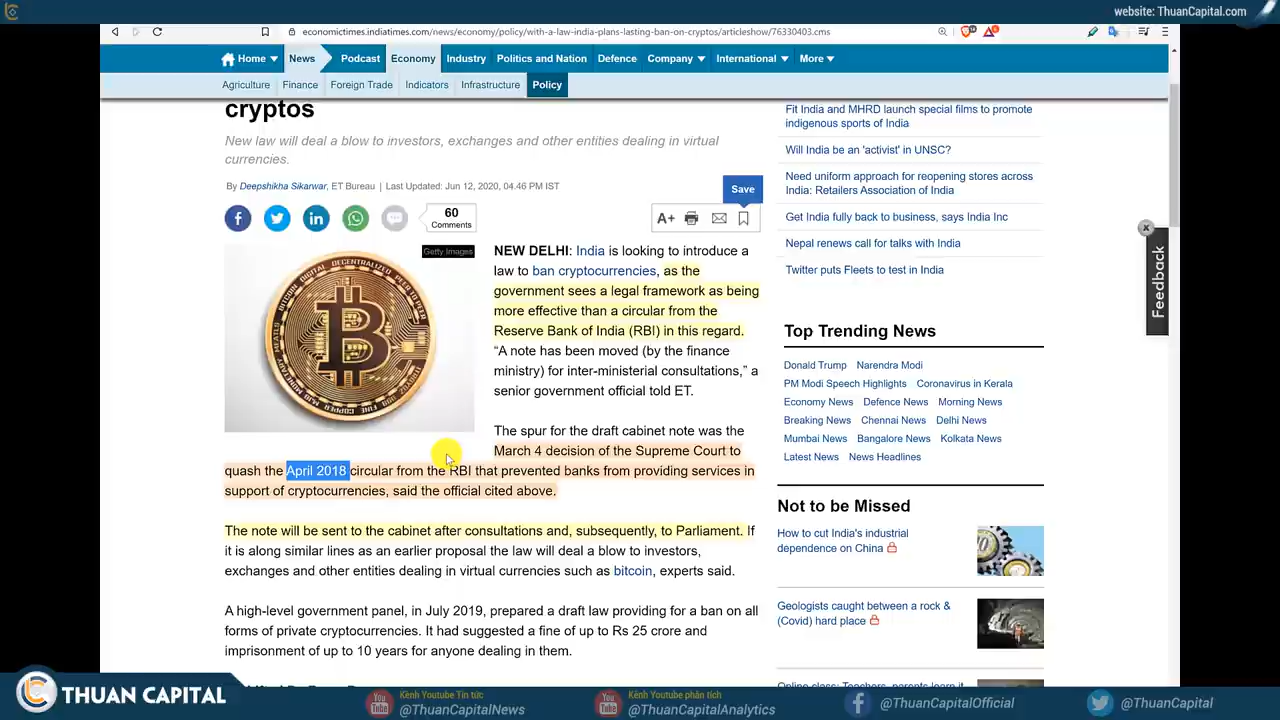 website: ThuanCapital.com
economictimes.indiatimes.com/news/economy/policy/with-a-law-india-plans-lasting-ban-on-cryptos/articleshow/76330403.cms
Home News Podcast Economy Industry Politics and Nation Defence Company International More
Agriculture Finance Foreign Trade Indicators Infrastructure Policy
cryptos
New law will deal a blow to investors, exchanges and other entities dealing in virtual
currencies.
By Deepshikha Sikarwar, ET Bureau | Last Updated: Jun 12, 2020, 04.46 PM IST
Save
60
Comments
A+
Getty Images
NEW DELHI: India is looking to introduce a
law to ban cryptocurrencies, as the
government sees a legal framework as being
more effective than a circular from the
Reserve Bank of India (RBI) in this regard.
“A note has been moved (by the finance
ministry) for inter-ministerial consultations,” a
senior government official told ET.
The spur for the draft cabinet note was the
March 4 decision of the Supreme Court to
quash the April 2018 circular from the RBI that prevented banks from providing services in
support of cryptocurrencies, said the official cited above.
The note will be sent to the cabinet after consultations and, subsequently, to Parliament. If
it is along similar lines as an earlier proposal the law will deal a blow to investors,
exchanges and other entities dealing in virtual currencies such as bitcoin, experts said.
A high-level government panel, in July 2019, prepared a draft law providing for a ban on all
forms of private cryptocurrencies. It had suggested a fine of up to Rs 25 crore and
imprisonment of up to 10 years for anyone dealing in them.
Fit India and MHRD launch special films to promote
indigenous sports of India
Will India be an 'activist' in UNSC?
Need uniform approach for reopening stores across
India: Retailers Association of India
Get India fully back to business, says India Inc
Nepal renews call for talks with India
Twitter puts Fleets to test in India
x
Feedback
Top Trending News
Donald Trump Narendra Modi
PM Modi Speech Highlights Coronavirus in Kerala
Economy News Defence News Morning News
Breaking News Chennai News Delhi News
Mumbai News Bangalore News Kolkata News
Latest News News Headlines
Not to be Missed
How to cut India's industrial
dependence on China
Geologists caught between a rock &
(Covid) hard place
THUAN CAPITAL
You
Tube
Kênh Youtube Tin tức
@ThuanCapitalNews
You
Tube
Kênh Youtube phân tích
@ThuanCapitalAnalytics
@ThuanCapitalOfficial
@ThuanCapital